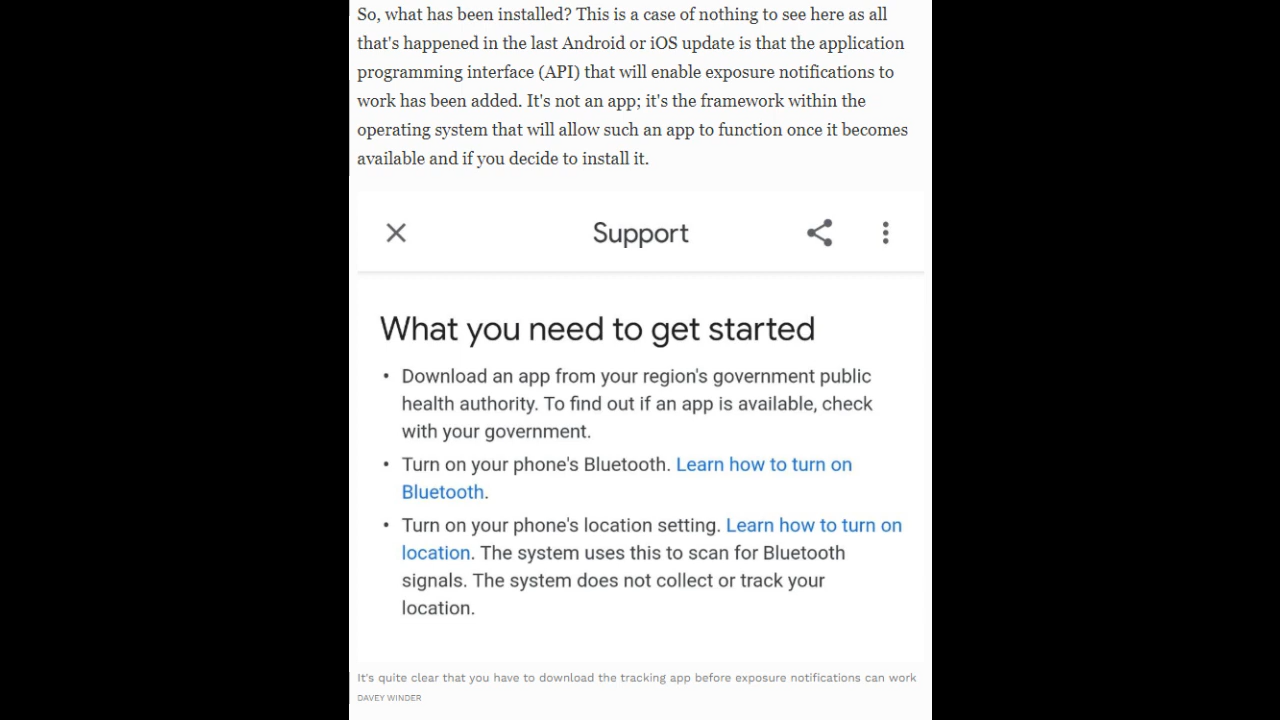 So, what has been installed? This is a case of nothing to see here as all
that's happened in the last Android or iOS update is that the application
programming interface (API) that will enable exposure notifications to
work has been added. It's not an app; it's the framework within the
operating system that will allow such an app to function once it becomes
available and if you decide to install it.
Support
What you need to get started
• Download an app from your region's government public
health authority. To find out if an app is available, check
with your government.
• Turn on your phone's Bluetooth. Learn how to turn on
Bluetooth.
• Turn on your phone's location setting. Learn how to turn on
location. The system uses this to scan for Bluetooth
signals. The system does not collect or track your
location.
It's quite clear that you have to download the tracking app before exposure notifications can work
DAVEY WINDER